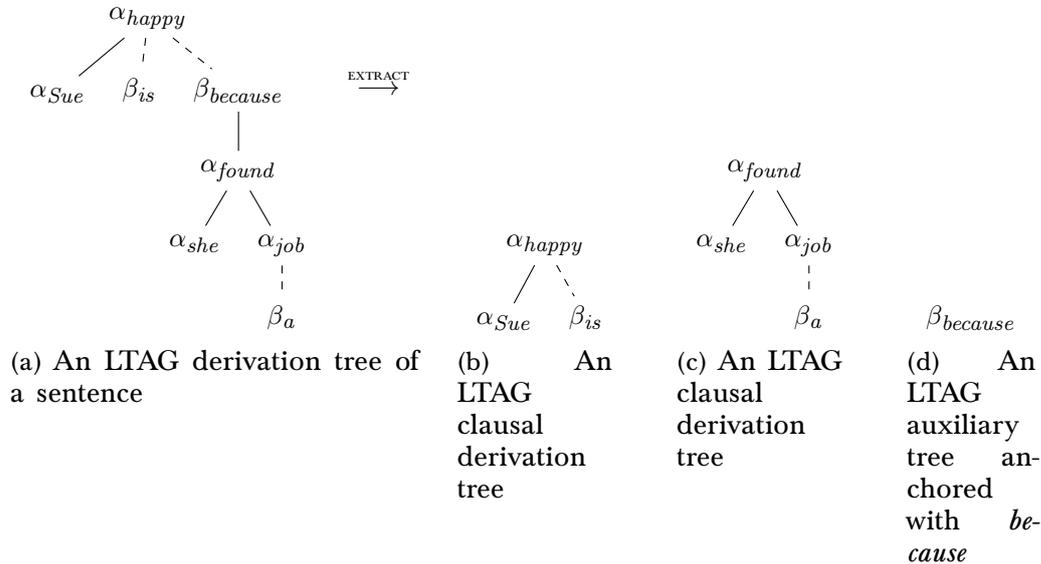 α_happy
α_Sue β_is β_because
EXTRACT
⟶
α_found
α_she α_job
β_a
(a) An LTAG derivation tree of
a sentence
α_happy
α_Sue β_is
(b) An
LTAG
clausal
derivation
tree
α_found
α_she α_job
β_a
(c) An LTAG
clausal
derivation
tree
β_because
(d) An
LTAG
auxiliary
tree an-
chored
with be-
cause